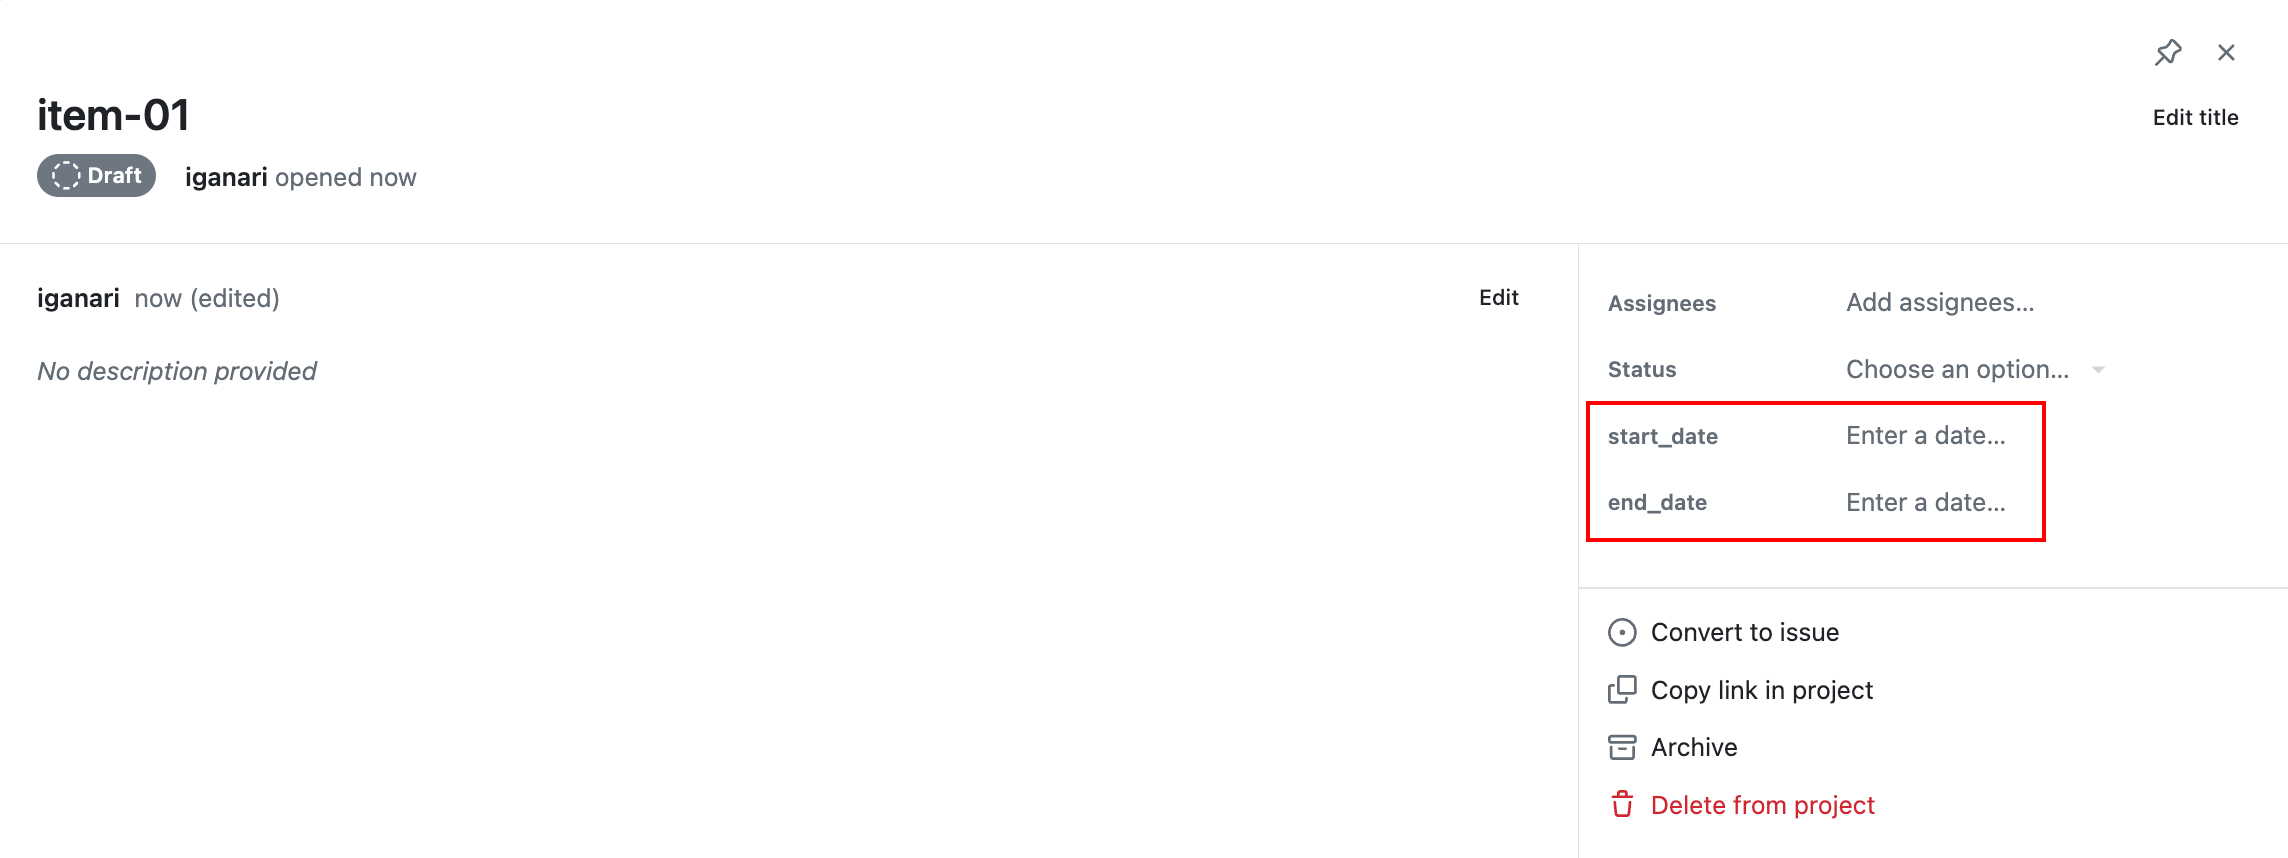 item-01
Edit title
Draft
iganari opened now
iganari now (edited)
Edit
No description provided
Assignees Add assignees...
Status Choose an option...
start_date Enter a date...
end_date Enter a date...
Convert to issue
Copy link in project
Archive
Delete from project